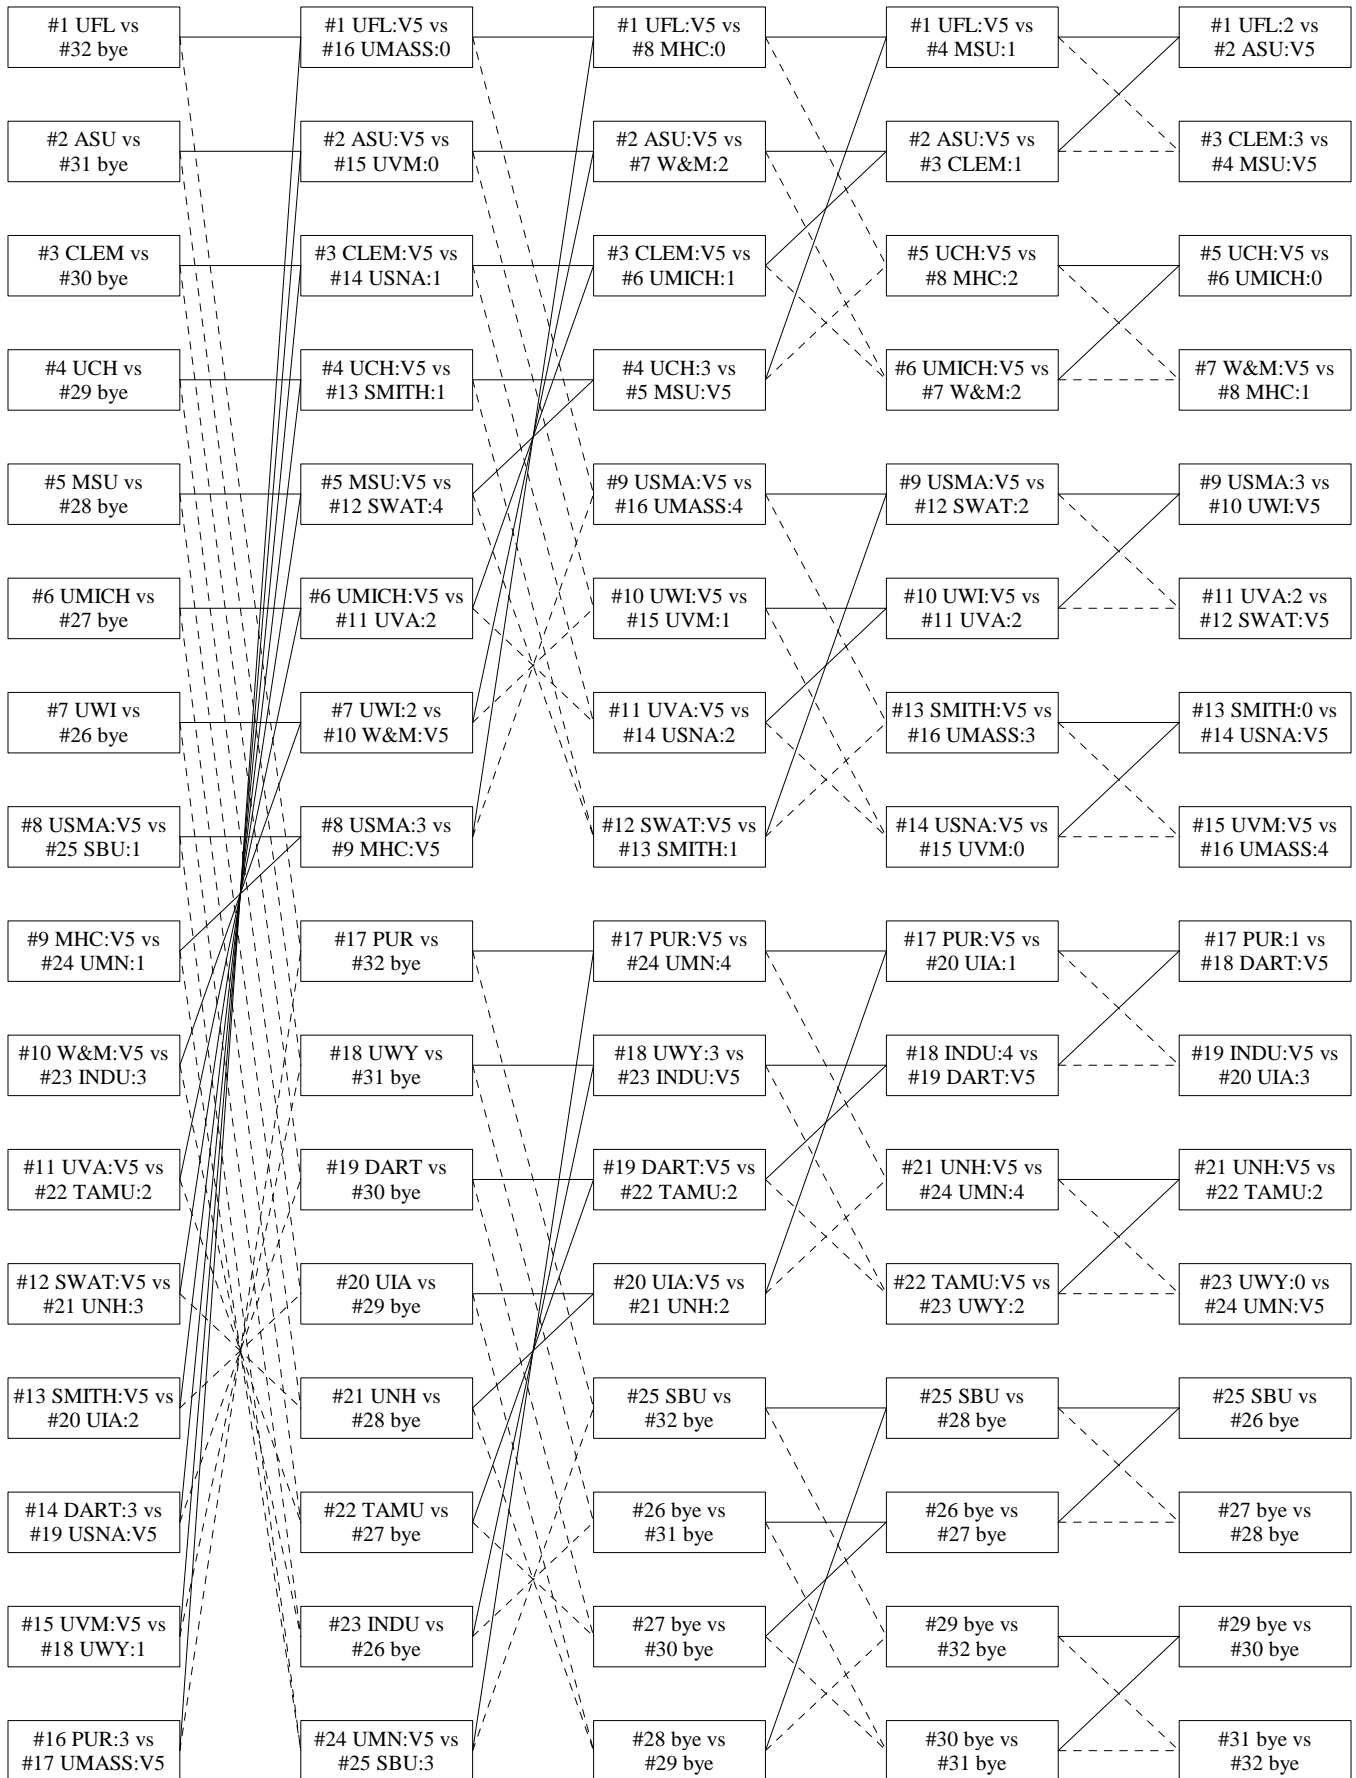 #1 UFL vs
#32 bye
#2 ASU vs
#31 bye
#3 CLEM vs
#30 bye
#4 UCH vs
#29 bye
#5 MSU vs
#28 bye
#6 UMICH vs
#27 bye
#7 UWI vs
#26 bye
#8 USMA:V5 vs
#25 SBU:1
#9 MHC:V5 vs
#24 UMN:1
#10 W&M:V5 vs
#23 INDU:3
#11 UVA:V5 vs
#22 TAMU:2
#12 SWAT:V5 vs
#21 UNH:3
#13 SMITH:V5 vs
#20 UIA:2
#14 DART:3 vs
#19 USNA:V5
#15 UVM:V5 vs
#18 UWY:1
#16 PUR:3 vs
#17 UMASS:V5
#1 UFL:V5 vs
#16 UMASS:0
#2 ASU:V5 vs
#15 UVM:0
#3 CLEM:V5 vs
#14 USNA:1
#4 UCH:V5 vs
#13 SMITH:1
#5 MSU:V5 vs
#12 SWAT:4
#6 UMICH:V5 vs
#11 UVA:2
#7 UWI:2 vs
#10 W&M:V5
#8 USMA:3 vs
#9 MHC:V5
#17 PUR vs
#32 bye
#18 UWY vs
#31 bye
#19 DART vs
#30 bye
#20 UIA vs
#29 bye
#21 UNH vs
#28 bye
#22 TAMU vs
#27 bye
#23 INDU vs
#26 bye
#24 UMN:V5 vs
#25 SBU:3
#1 UFL:V5 vs
#8 MHC:0
#2 ASU:V5 vs
#7 W&M:2
#3 CLEM:V5 vs
#6 UMICH:1
#4 UCH:3 vs
#5 MSU:V5
#9 USMA:V5 vs
#16 UMASS:4
#10 UWI:V5 vs
#15 UVM:1
#11 UVA:V5 vs
#14 USNA:2
#12 SWAT:V5 vs
#13 SMITH:1
#17 PUR:V5 vs
#24 UMN:4
#18 UWY:3 vs
#23 INDU:V5
#19 DART:V5 vs
#22 TAMU:2
#20 UIA:V5 vs
#21 UNH:2
#25 SBU vs
#32 bye
#26 bye vs
#31 bye
#27 bye vs
#30 bye
#28 bye vs
#29 bye
#1 UFL:V5 vs
#4 MSU:1
#2 ASU:V5 vs
#3 CLEM:1
#5 UCH:V5 vs
#8 MHC:2
#6 UMICH:V5 vs
#7 W&M:2
#9 USMA:V5 vs
#12 SWAT:2
#10 UWI:V5 vs
#11 UVA:2
#13 SMITH:V5 vs
#16 UMASS:3
#14 USNA:V5 vs
#15 UVM:0
#17 PUR:V5 vs
#20 UIA:1
#18 INDU:4 vs
#19 DART:V5
#21 UNH:V5 vs
#24 UMN:4
#22 TAMU:V5 vs
#23 UWY:2
#25 SBU vs
#28 bye
#26 bye vs
#27 bye
#29 bye vs
#32 bye
#30 bye vs
#31 bye
#1 UFL:2 vs
#2 ASU:V5
#3 CLEM:3 vs
#4 MSU:V5
#5 UCH:V5 vs
#6 UMICH:0
#7 W&M:V5 vs
#8 MHC:1
#9 USMA:3 vs
#10 UWI:V5
#11 UVA:2 vs
#12 SWAT:V5
#13 SMITH:0 vs
#14 USNA:V5
#15 UVM:V5 vs
#16 UMASS:4
#17 PUR:1 vs
#18 DART:V5
#19 INDU:V5 vs
#20 UIA:3
#21 UNH:V5 vs
#22 TAMU:2
#23 UWY:0 vs
#24 UMN:V5
#25 SBU vs
#26 bye
#27 bye vs
#28 bye
#29 bye vs
#30 bye
#31 bye vs
#32 bye